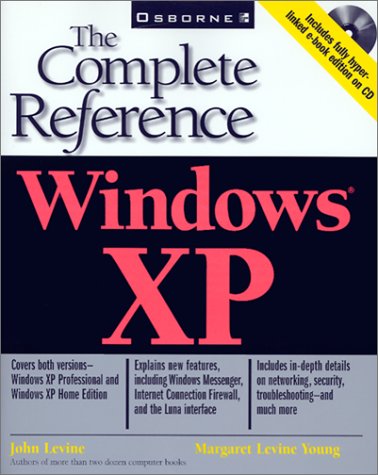 OSBORNE
Includes fully hyper-
linked e-book edition on CD
The
Complete
Reference
Windows®
XP
Covers both versions–
Windows XP Professional and
Windows XP Home Edition
Explains new features,
including Windows Messenger,
Internet Connection Firewall,
and the Luna interface
Includes in-depth details
on networking, security,
troubleshooting–and
much more
John Levine
Margaret Levine Young
Authors of more than two dozen computer books